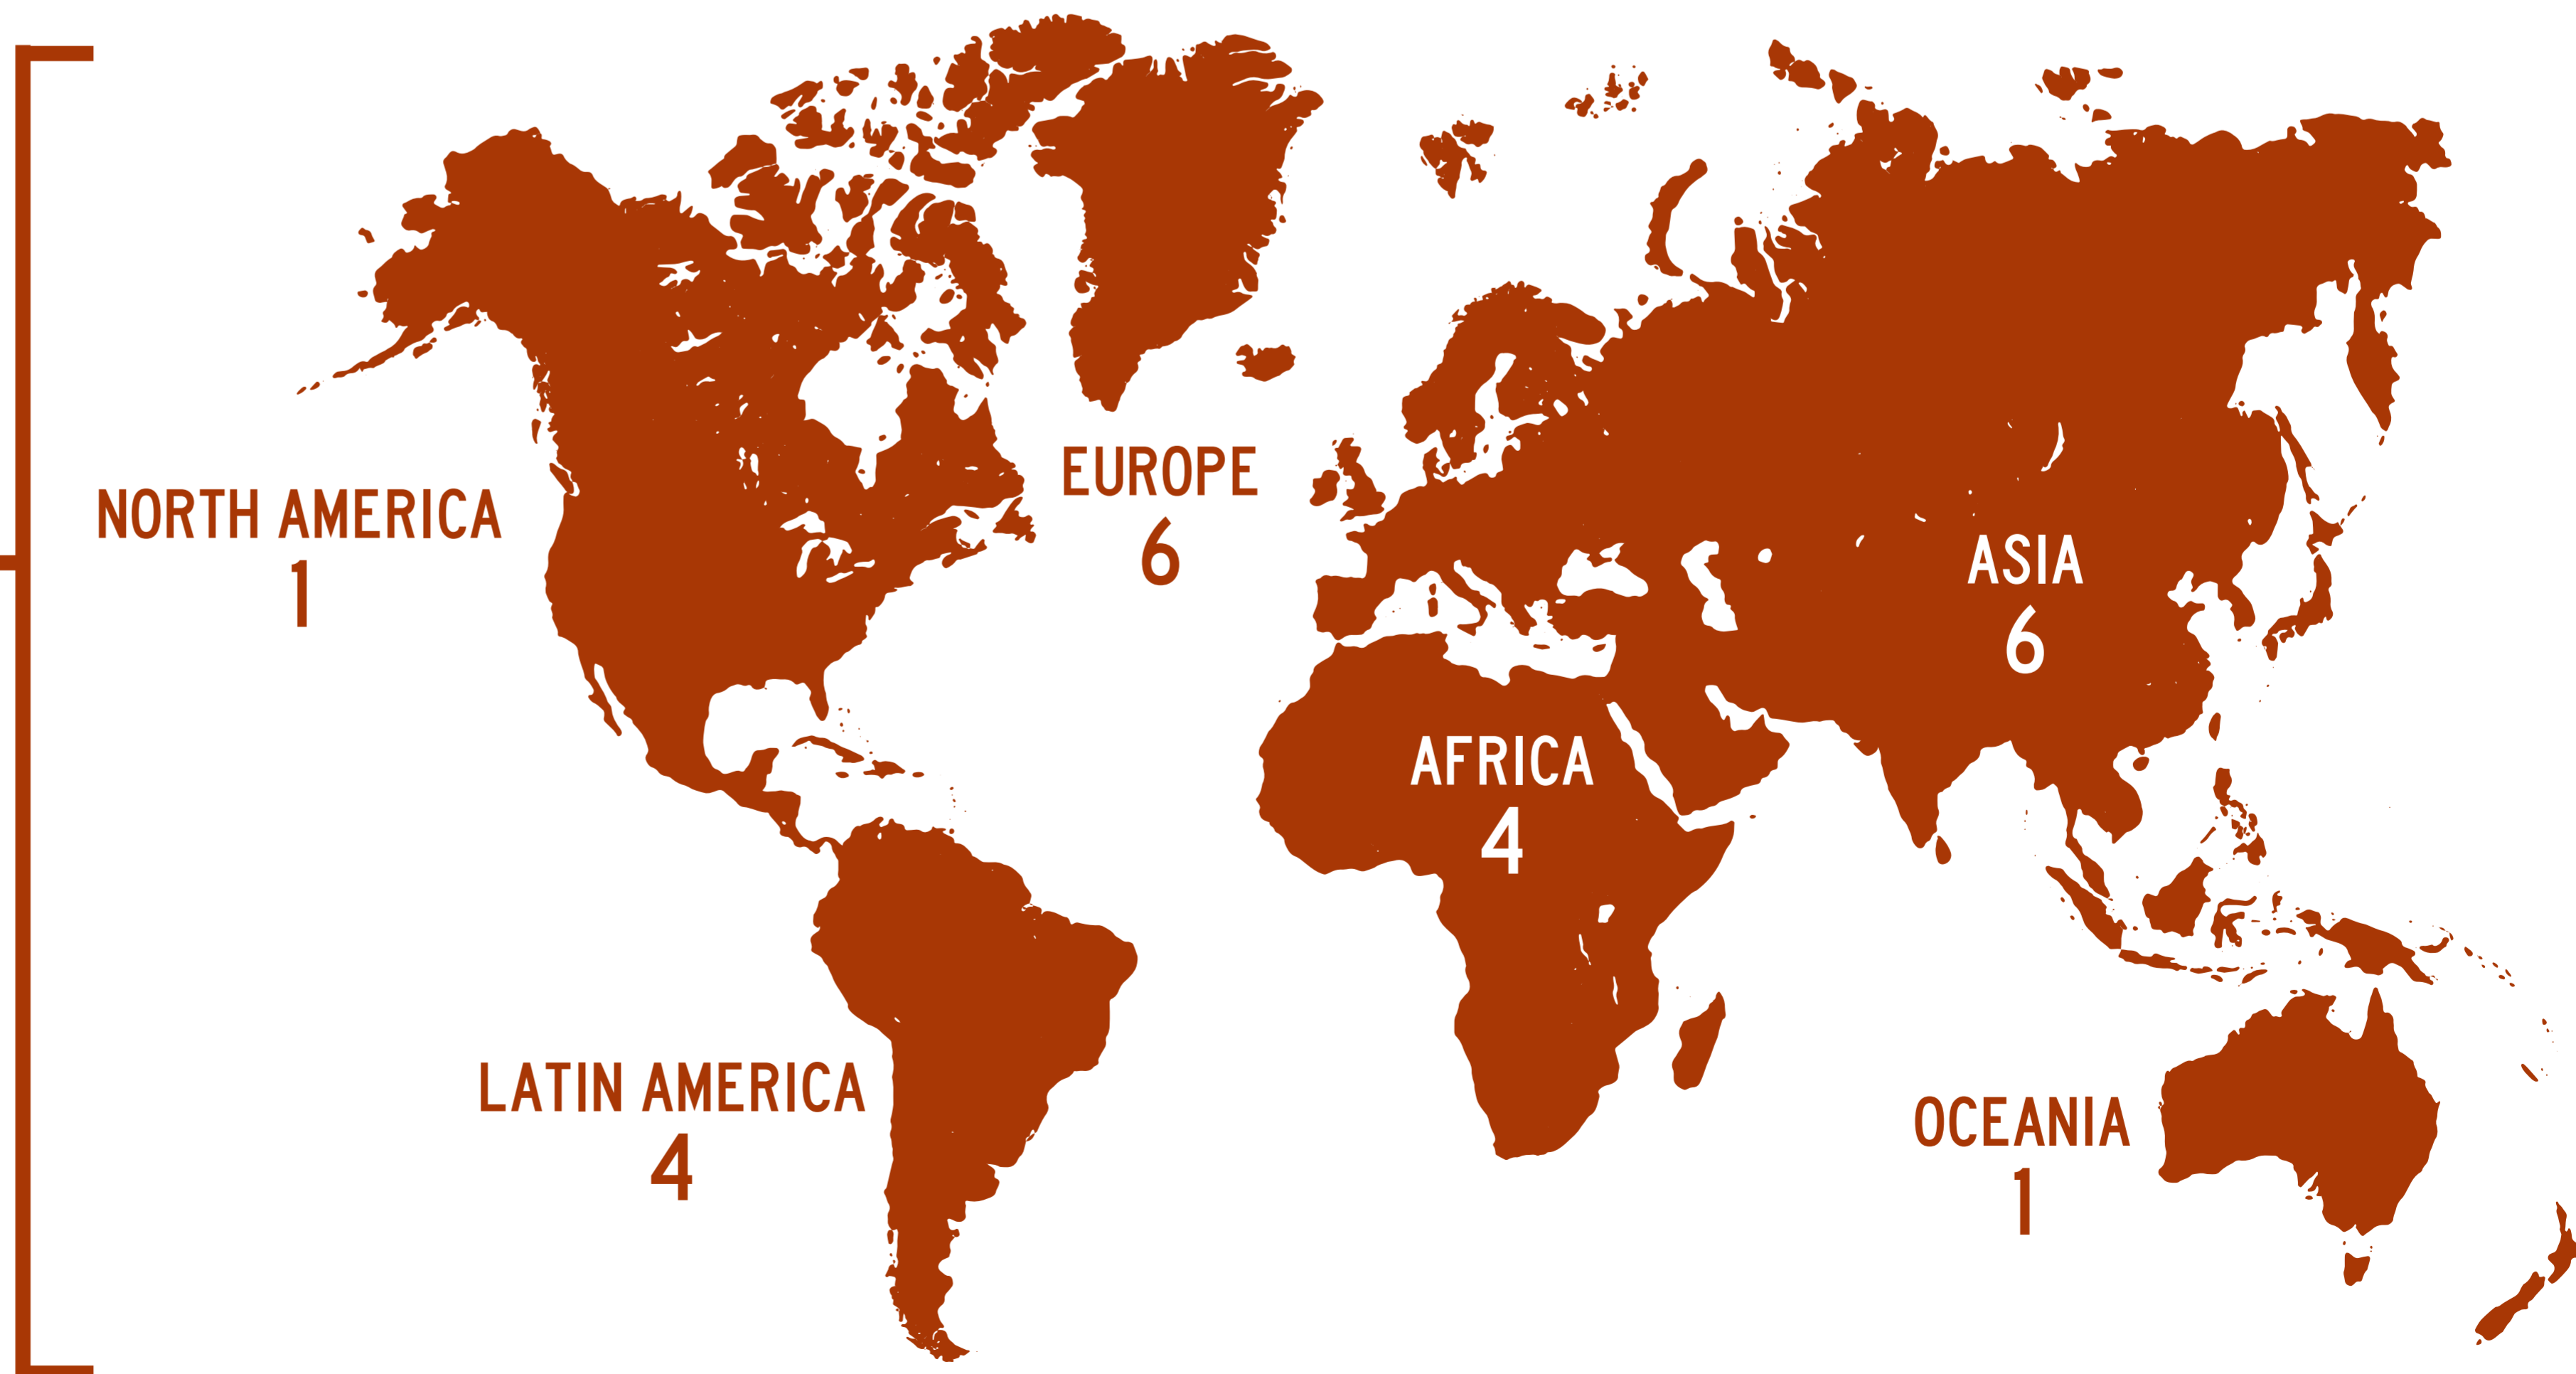 EUROPE
6
NORTH AMERICA
1
ASIA
6
AFRICA
4
LATIN AMERICA
4
OCEANIA
1